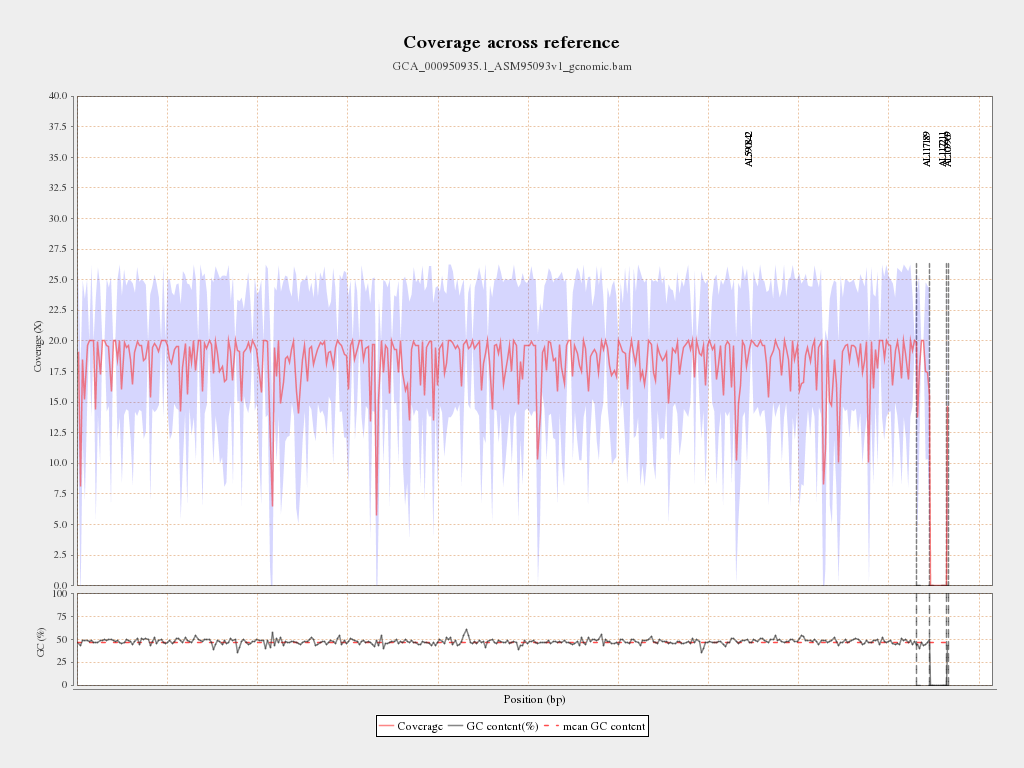 Coverage across reference
GCA_000950935.1_ASM95093v1_genomic.bam
40.0
37.5
35.0
32.5
30.0
27.5
25.0
22.5
20.0
17.5
15.0
12.5
10.0
7.5
5.0
2.5
0.0
Coverage (X)
AL590842
AL117189
AL117211
AL109969
100
75
50
25
0
GC (%)
Position (bp)
Coverage GC content(%) mean GC content